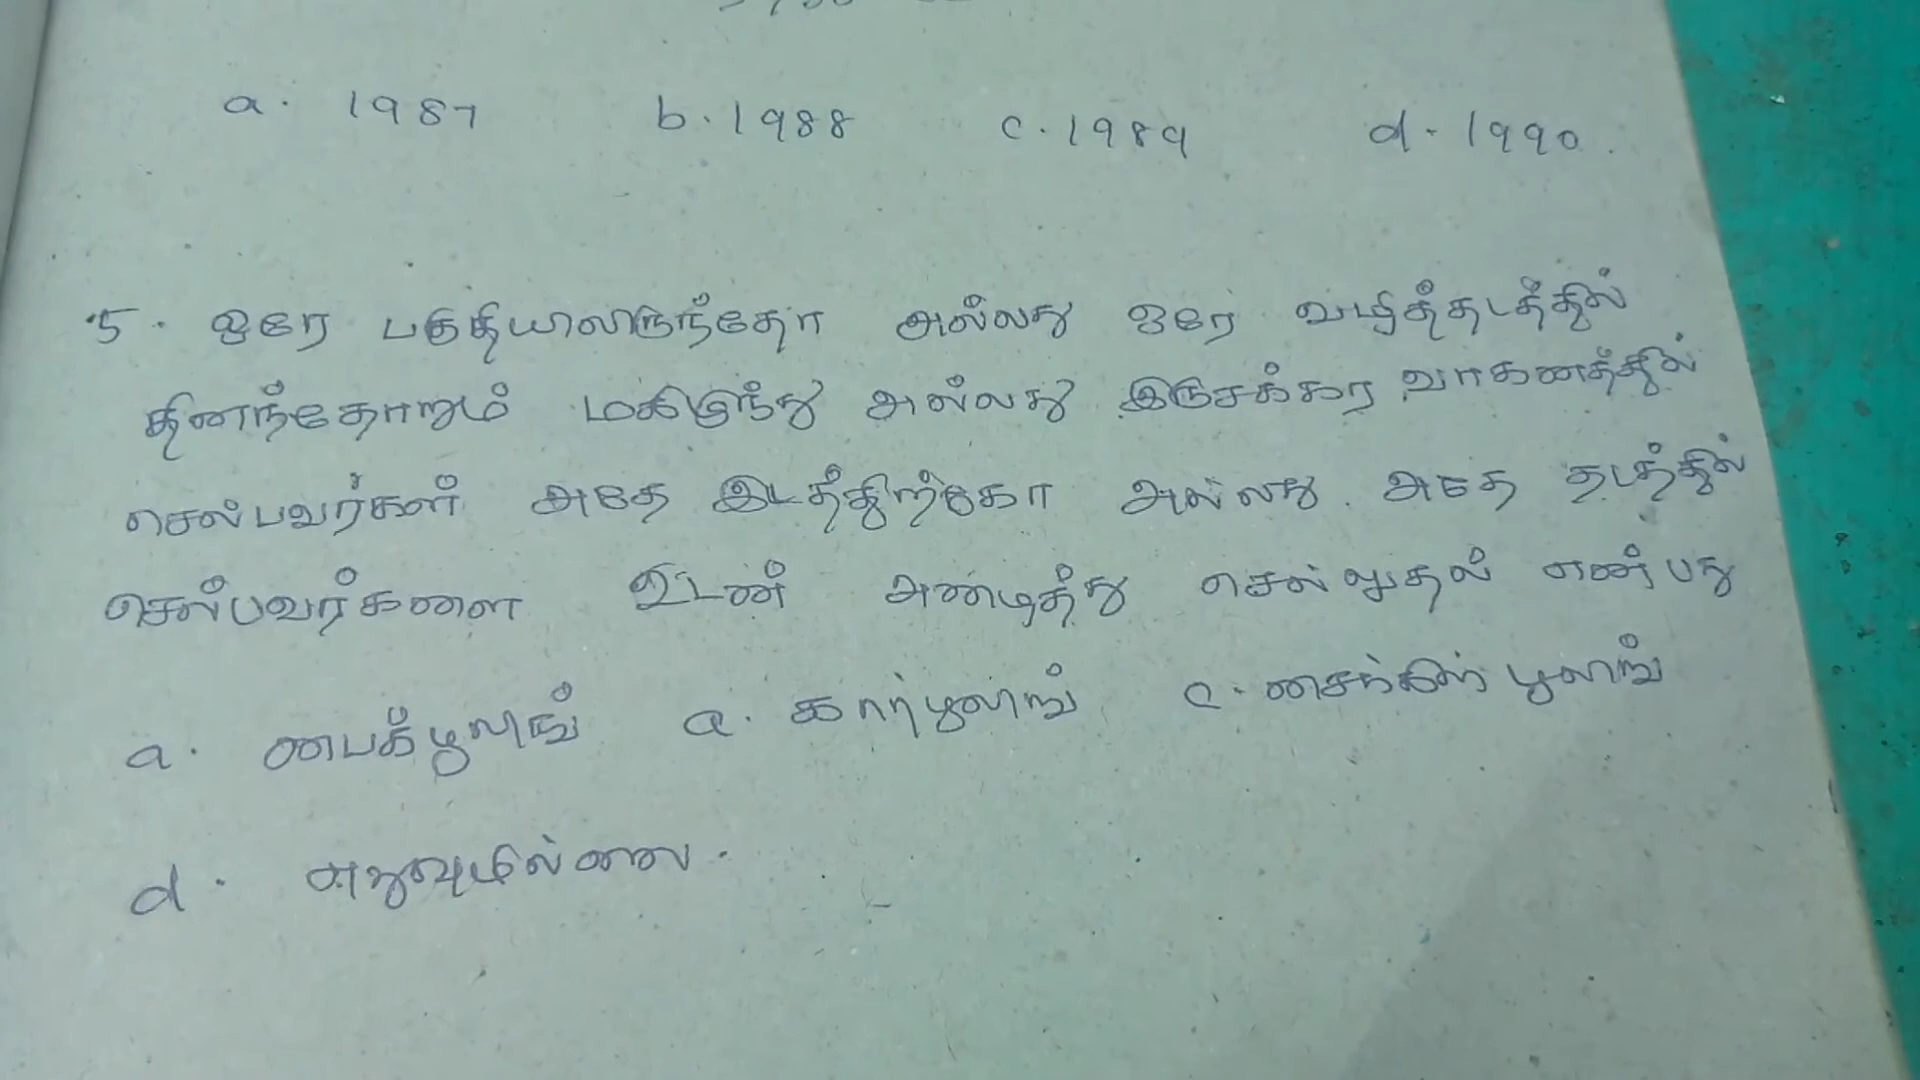 a. 1987 b. 1988 c. 1989 d. 1990.
5. ஒரே பகுதியாலிருந்தோ அல்லது ஒரே வழித்தடத்தில்
தினந்தோறும் மகிழுந்து அல்லது இருசக்கர வாகனத்தில்
செல்பவர்கள் அதே இடத்திற்கோ அல்லது அதே தடத்தில்
செல்பவர்களை உடன் அழைத்து செல்லுதல் என்பது
a. பைக்பூலிங் a. கார்பூலிங் c. சைக்கிள் பூலிங்
d. எதுவுமில்லை.